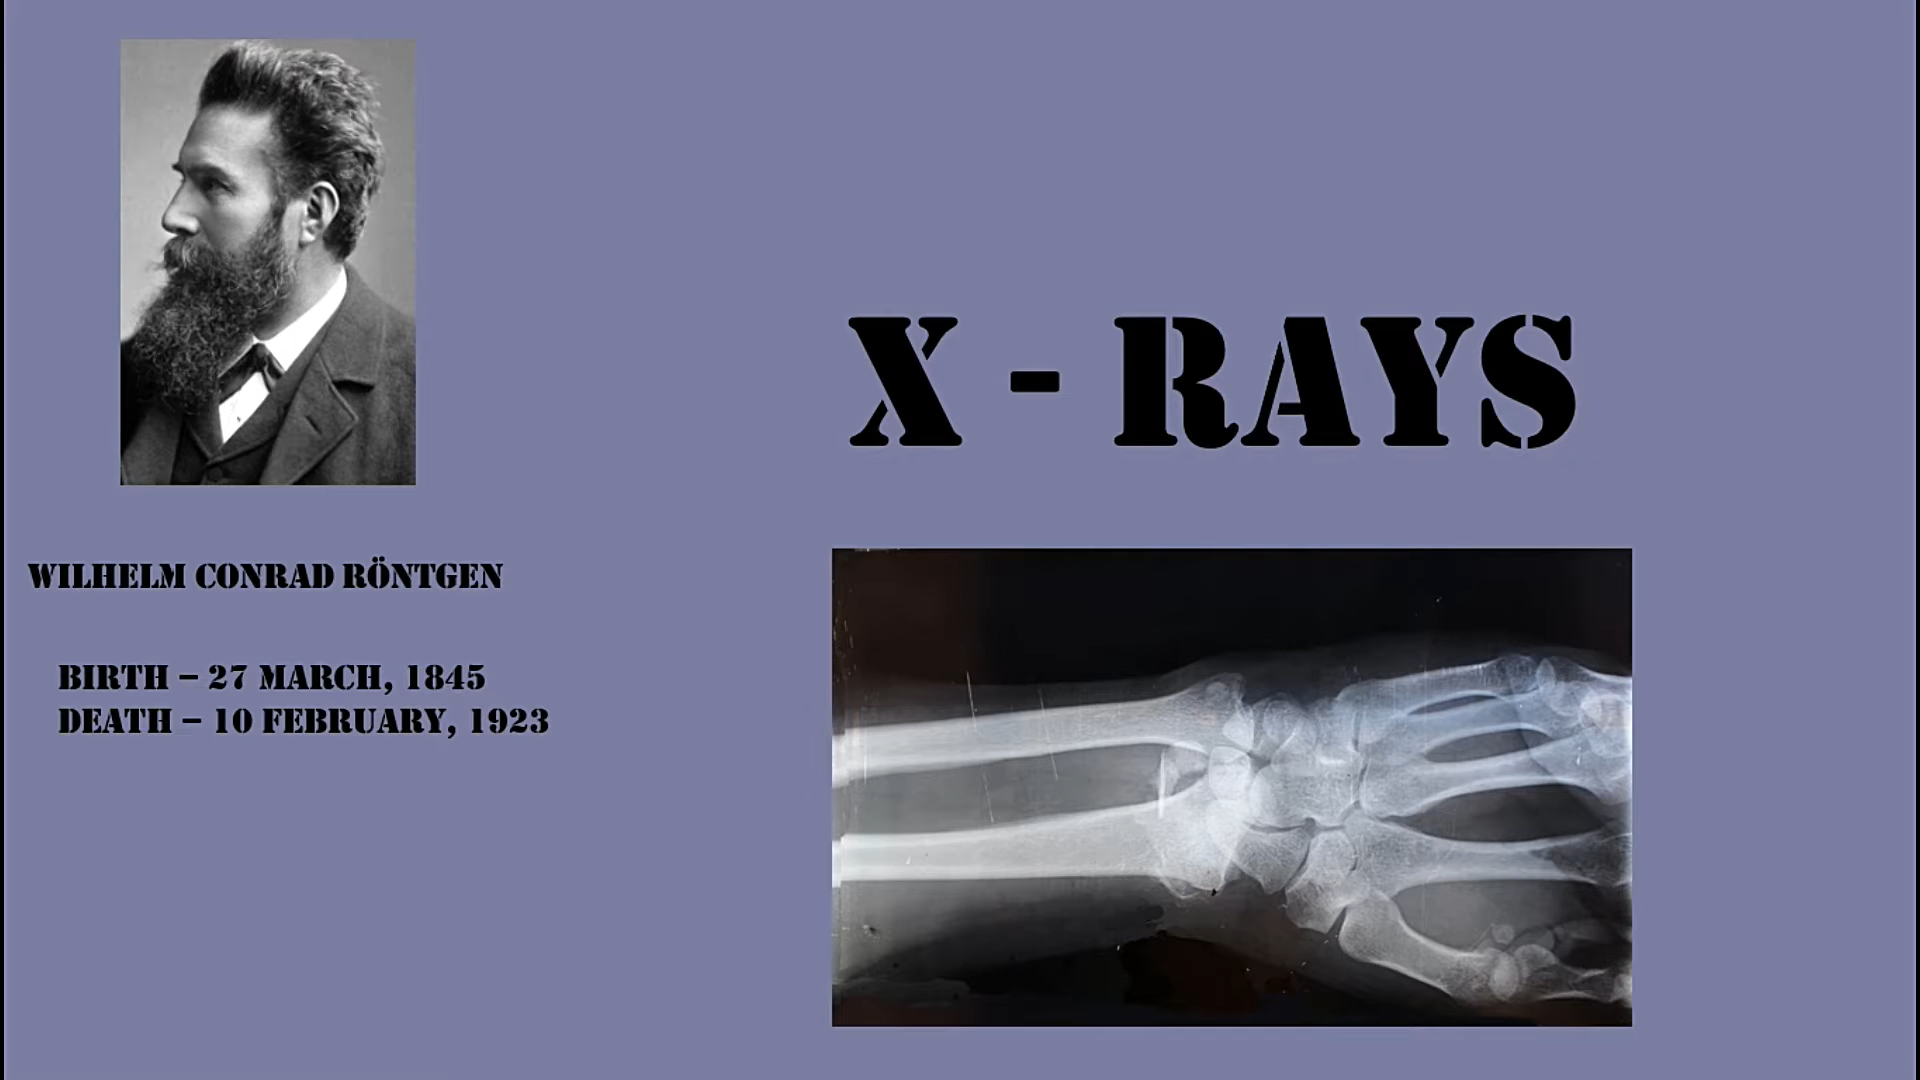 WILHELM CONRAD RÖNTGEN
BIRTH – 27 MARCH, 1845
DEATH – 10 FEBRUARY, 1923
X - RAYS